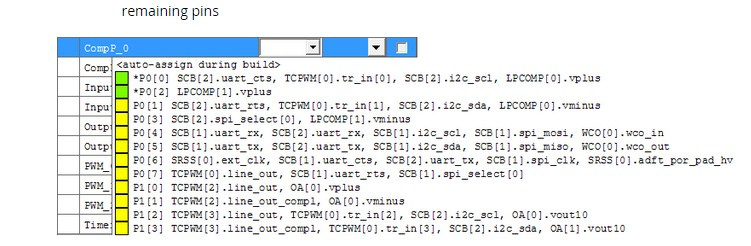 remaining pins
CompP_0
<auto-assign during build>
Comp
*P0[0] SCB[2].uart_cts, TCPWM[0].tr_in[0], SCB[2].i2c_scl, LPCOMP[0].vplus
*P0[2] LPCOMP[1].vplus
Input
P0[1] SCB[2].uart_rts, TCPWM[0].tr_in[1], SCB[2].i2c_sda, LPCOMP[0].vminus
Input
P0[3] SCB[2].spi_select[0], LPCOMP[1].vminus
Outpu
P0[4] SCB[1].uart_rx, SCB[2].uart_rx, SCB[1].i2c_scl, SCB[1].spi_mosi, WCO[0].wco_in
Outpu
P0[5] SCB[1].uart_tx, SCB[2].uart_tx, SCB[1].i2c_sda, SCB[1].spi_miso, WCO[0].wco_out
PWM_
P0[6] SRSS[0].ext_clk, SCB[1].uart_cts, SCB[2].uart_tx, SCB[1].spi_clk, SRSS[0].adft_por_pad_hv
P0[7] TCPWM[0].line_out, SCB[1].uart_rts, SCB[1].spi_select[0]
PWM_
P1[0] TCPWM[2].line_out, OA[0].vplus
P1[1] TCPWM[2].line_out_compl, OA[0].vminus
PWM_
P1[2] TCPWM[3].line_out, TCPWM[0].tr_in[2], SCB[2].i2c_scl, OA[0].vout10
Time
P1[3] TCPWM[3].line_out_compl, TCPWM[0].tr_in[3], SCB[2].i2c_sda, OA[1].vout10